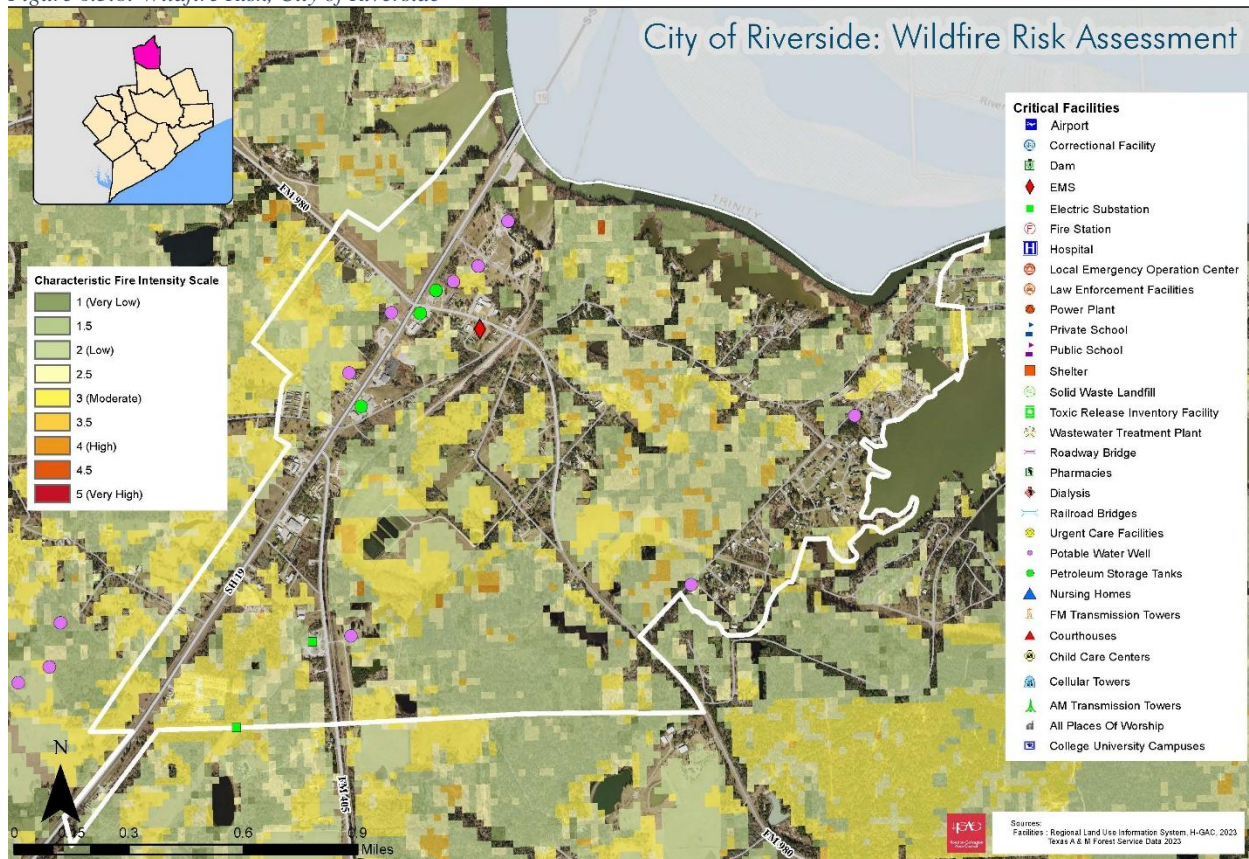 City of Riverside: Wildfire Risk Assessment
19
TRINITY
FM 980
Characteristic Fire Intensity Scale
1 (Very Low)
1.5
2 (Low)
2.5
3 (Moderate)
3.5
4 (High)
4.5
5 (Very High)
SH 19
FM 405
FM 980
N
0.3
0.6
0.9
Miles
Critical Facilities
Airport
Correctional Facility
Dam
EMS
Electric Substation
Fire Station
Hospital
Local Emergency Operation Center
Law Enforcement Facilities
Power Plant
Private School
Public School
Shelter
Solid Waste Landfill
Toxic Release Inventory Facility
Wastewater Treatment Plant
Roadway Bridge
Pharmacies
Dialysis
Railroad Bridges
Urgent Care Facilities
Potable Water Well
Petroleum Storage Tanks
Nursing Homes
FM Transmission Towers
Courthouses
Child Care Centers
Cellular Towers
AM Transmission Towers
All Places Of Worship
College University Campuses
H-GAC
Sources:
Facilities : Regional Land Use Information System, H-GAC, 2023
Texas A & M Forest Service Data 2023